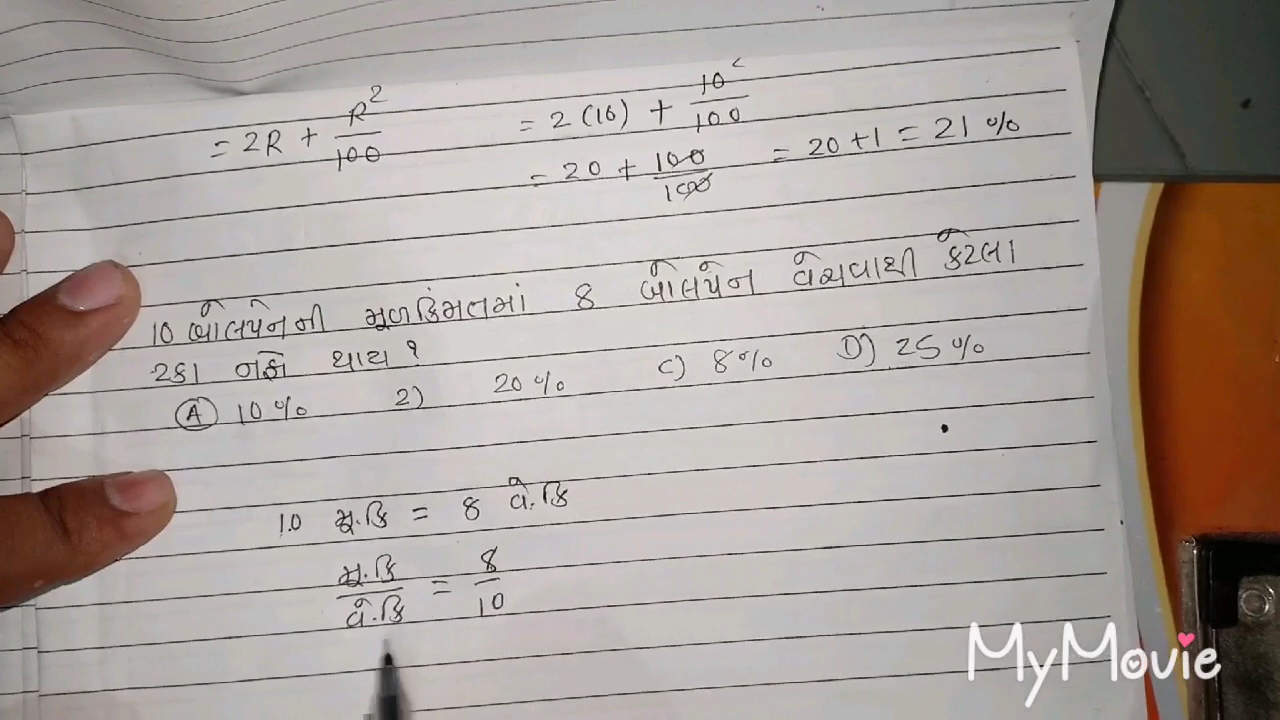 = 2R + R²/100
= 2 (10) + 10²/100
= 20 + 100/100 = 20 + 1 = 21 %
10 બોલપેનની મૂળકિંમતમાં 8 બોલપેન વેચવાથી કેટલા
ટકા નફો થાય ?
(A) 10 % 2) 20 % C) 8 % D) 25 %
10 મૂ.કિ = 8 વે.કિ
મૂ.કિ/વે.કિ = 8/10
MyMovie